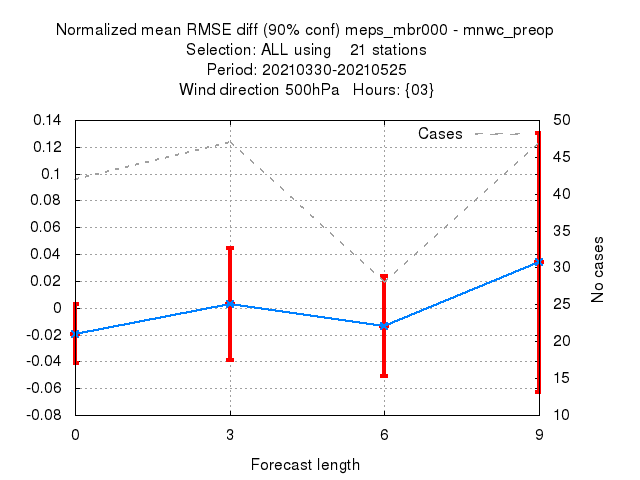 Normalized mean RMSE diff (90% conf) meps_mbr000 - mnwc_preop
Selection: ALL using 21 stations
Period: 20210330-20210525
Wind direction 500hPa Hours: {03}
Cases
0.14
0.12
0.1
0.08
0.06
0.04
0.02
0
-0.02
-0.04
-0.06
-0.08
50
45
40
35
30
25
20
15
10
No cases
0 3 6 9
Forecast length